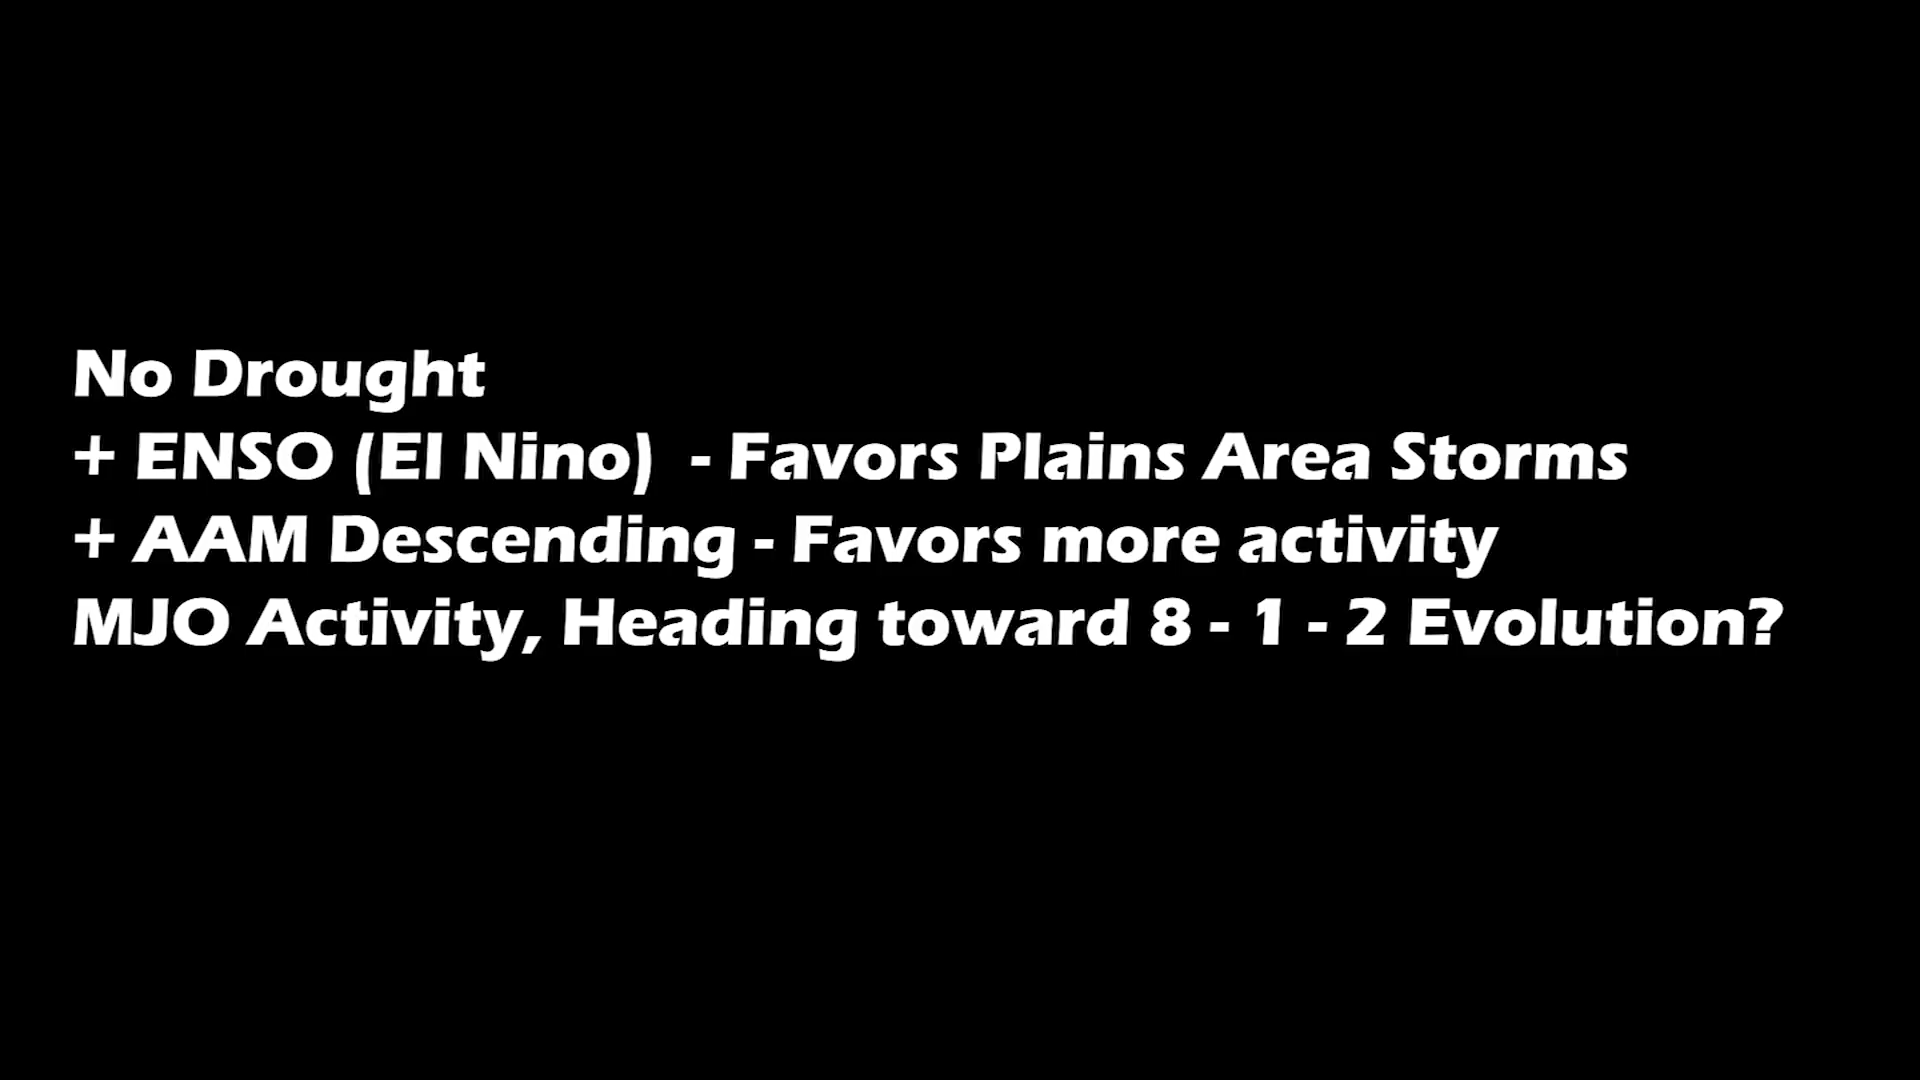 No Drought
+ ENSO (El Nino)  - Favors Plains Area Storms
+ AAM Descending - Favors more activity
MJO Activity, Heading toward 8 - 1 - 2 Evolution?